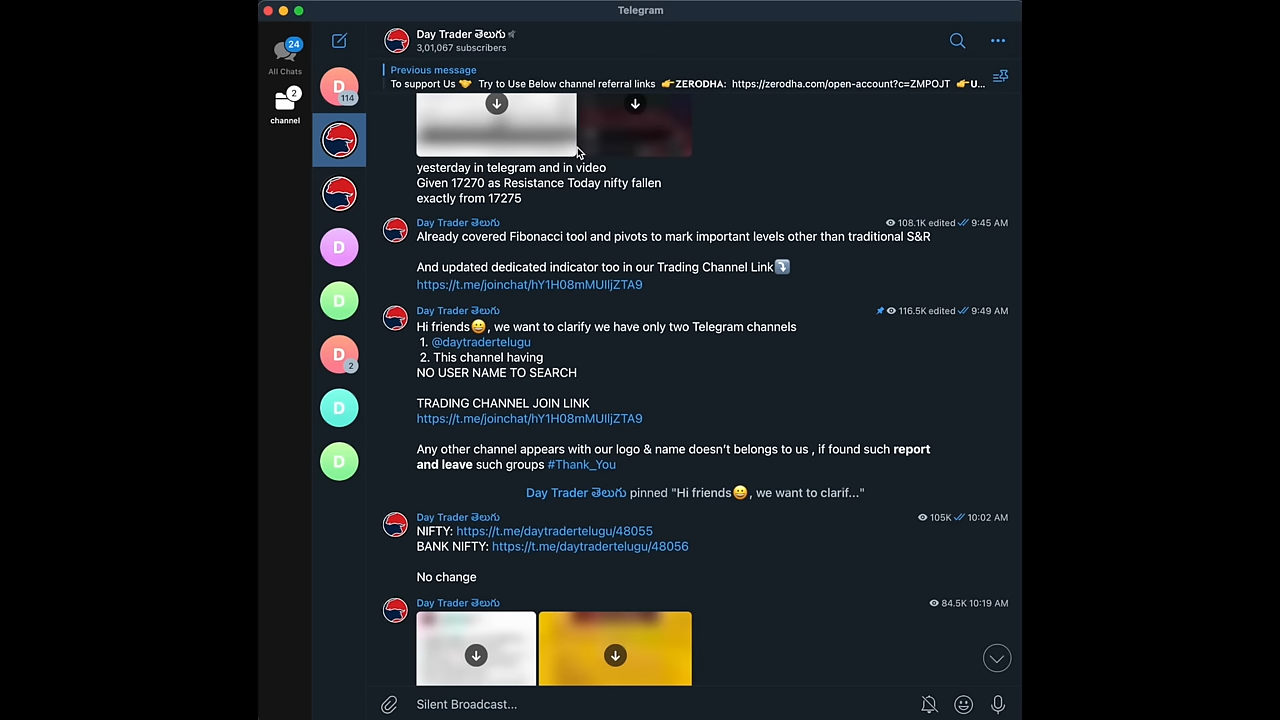 Telegram
24
All Chats
2
channel
D
114
D
D
D
2
D
D
Day Trader తెలుగు
3,01,067 subscribers
Previous message
To support Us 🤝 Try to Use Below channel referral links 👉ZERODHA: https://zerodha.com/open-account?c=ZMPOJT 👉U...
yesterday in telegram and in video
Given 17270 as Resistance Today nifty fallen
exactly from 17275
Day Trader తెలుగు 108.1K edited 9:45 AM
Already covered Fibonacci tool and pivots to mark important levels other than traditional S&R
And updated dedicated indicator too in our Trading Channel Link⤵️
https://t.me/joinchat/hY1H08mMUlljZTA9
Day Trader తెలుగు 116.5K edited 9:49 AM
Hi friends😀, we want to clarify we have only two Telegram channels
1. @daytradertelugu
2. This channel having
NO USER NAME TO SEARCH
TRADING CHANNEL JOIN LINK
https://t.me/joinchat/hY1H08mMUlljZTA9
Any other channel appears with our logo & name doesn't belongs to us , if found such report
and leave such groups #Thank_You
Day Trader తెలుగు pinned "Hi friends😀, we want to clarif..."
Day Trader తెలుగు 105K 10:02 AM
NIFTY: https://t.me/daytradertelugu/48055
BANK NIFTY: https://t.me/daytradertelugu/48056
No change
Day Trader తెలుగు 84.5K 10:19 AM
Silent Broadcast...